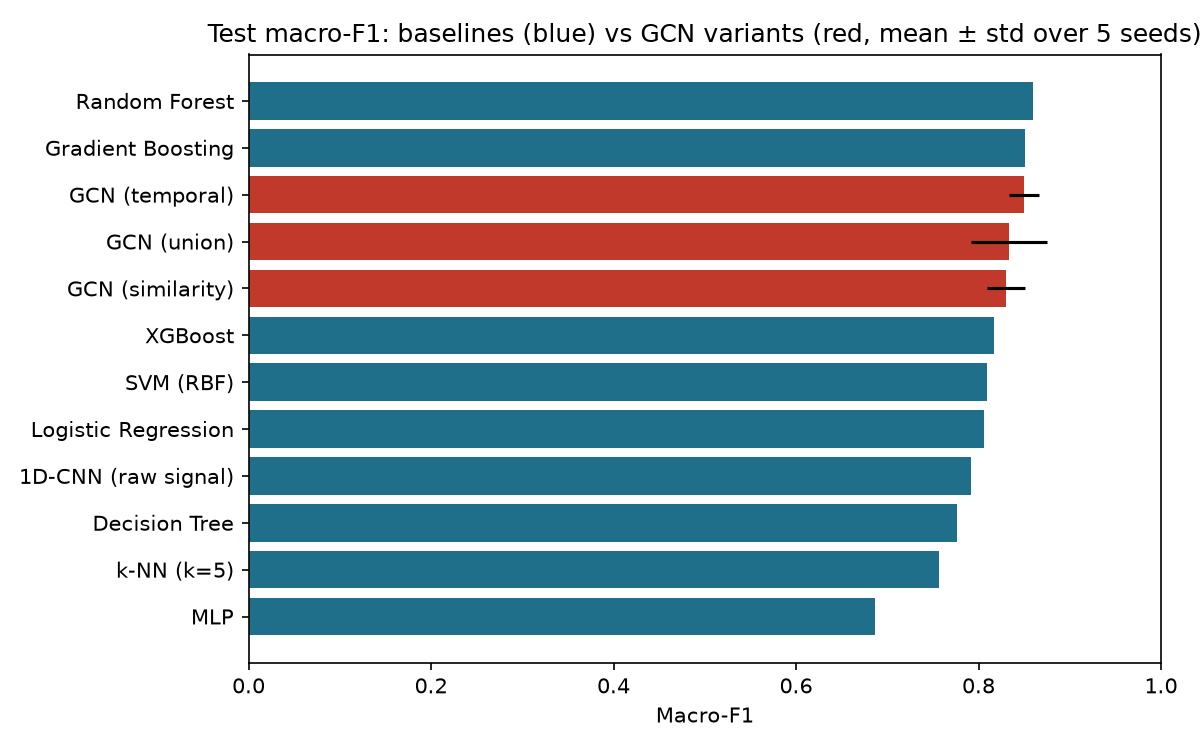 Test macro-F1: baselines (blue) vs GCN variants (red, mean ± std over 5 seeds)
Random Forest
Gradient Boosting
GCN (temporal)
GCN (union)
GCN (similarity)
XGBoost
SVM (RBF)
Logistic Regression
1D-CNN (raw signal)
Decision Tree
k-NN (k=5)
MLP
0.0 0.2 0.4 0.6 0.8 1.0
Macro-F1